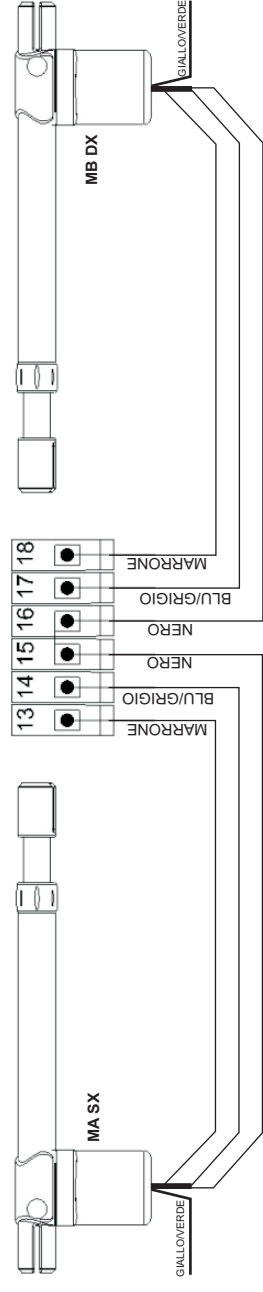 MA SX
GIALLO/VERDE
13
14
15
16
17
18
MARRONE
BLU/GRIGIO
NERO
NERO
BLU/GRIGIO
MARRONE
MB DX
GIALLO/VERDE